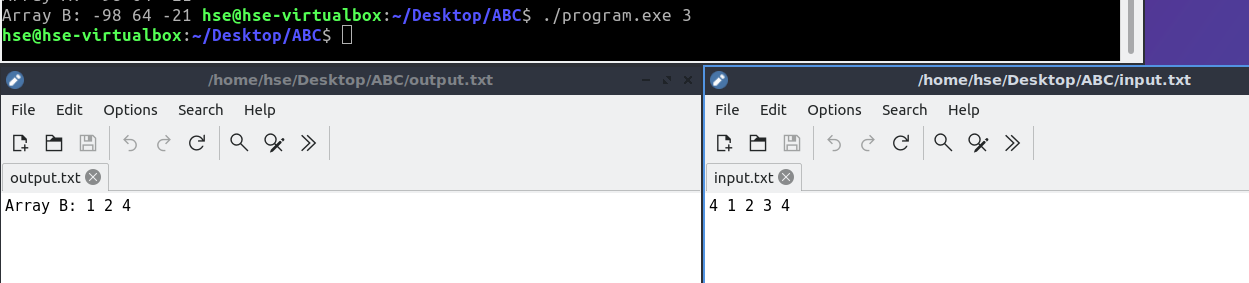 Array B: -98 64 -21 hse@hse-virtualbox:~/Desktop/ABC$ ./program.exe 3
hse@hse-virtualbox:~/Desktop/ABC$
/home/hse/Desktop/ABC/output.txt
File Edit Options Search Help
output.txt
Array B: 1 2 4
/home/hse/Desktop/ABC/input.txt
File Edit Options Search Help
input.txt
4 1 2 3 4